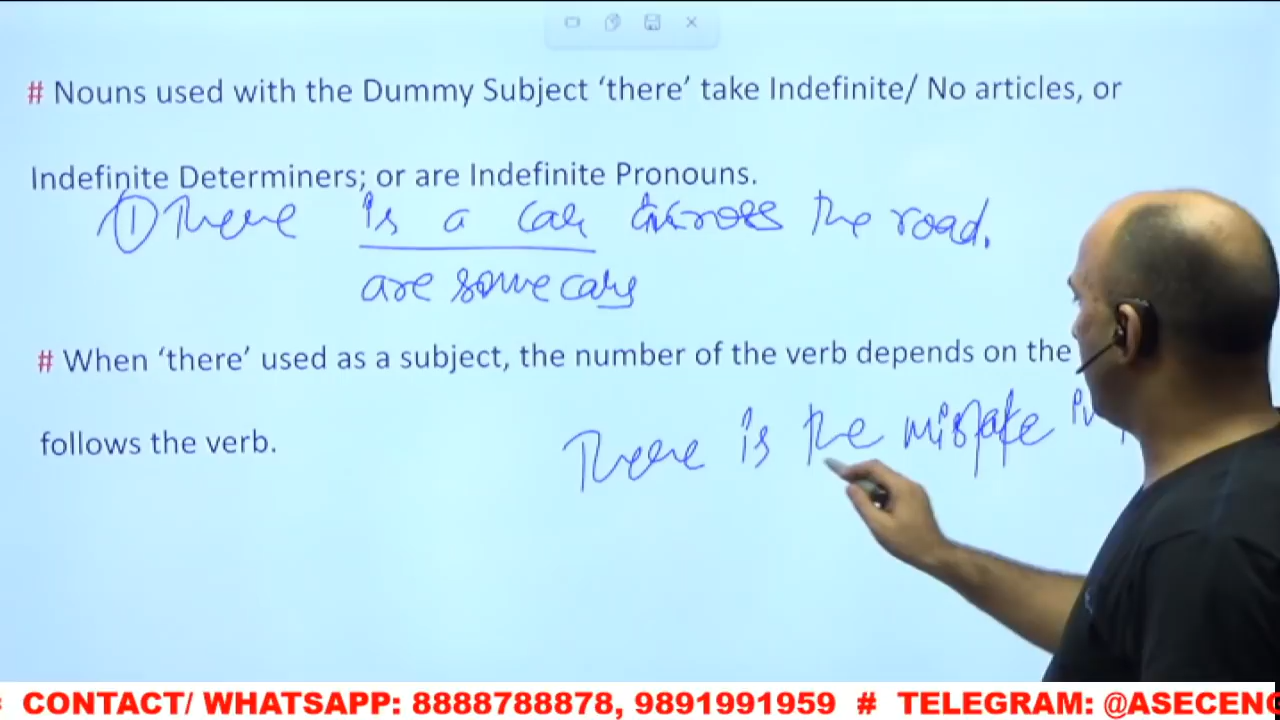 # Nouns used with the Dummy Subject ‘there’ take Indefinite/ No articles, or
Indefinite Determiners; or are Indefinite Pronouns.
① There is a car across the road.
are some cars
# When ‘there’ used as a subject, the number of the verb depends on the
follows the verb.
There is the mistake
# CONTACT/ WHATSAPP: 8888788878, 9891991959 # TELEGRAM: @ASECENG